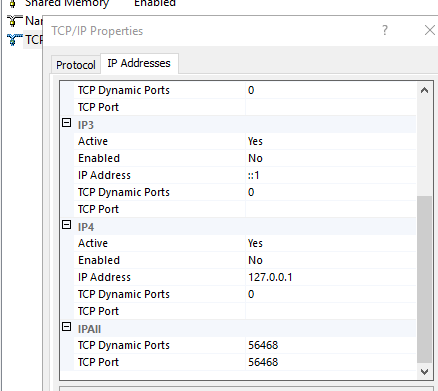 Shared Memory Enabled
Nar
TCP
TCP/IP Properties ? ×
Protocol IP Addresses
TCP Dynamic Ports 0
TCP Port
IP3
Active Yes
Enabled No
IP Address ::1
TCP Dynamic Ports 0
TCP Port
IP4
Active Yes
Enabled No
IP Address 127.0.0.1
TCP Dynamic Ports 0
TCP Port
IPAll
TCP Dynamic Ports 56468
TCP Port 56468